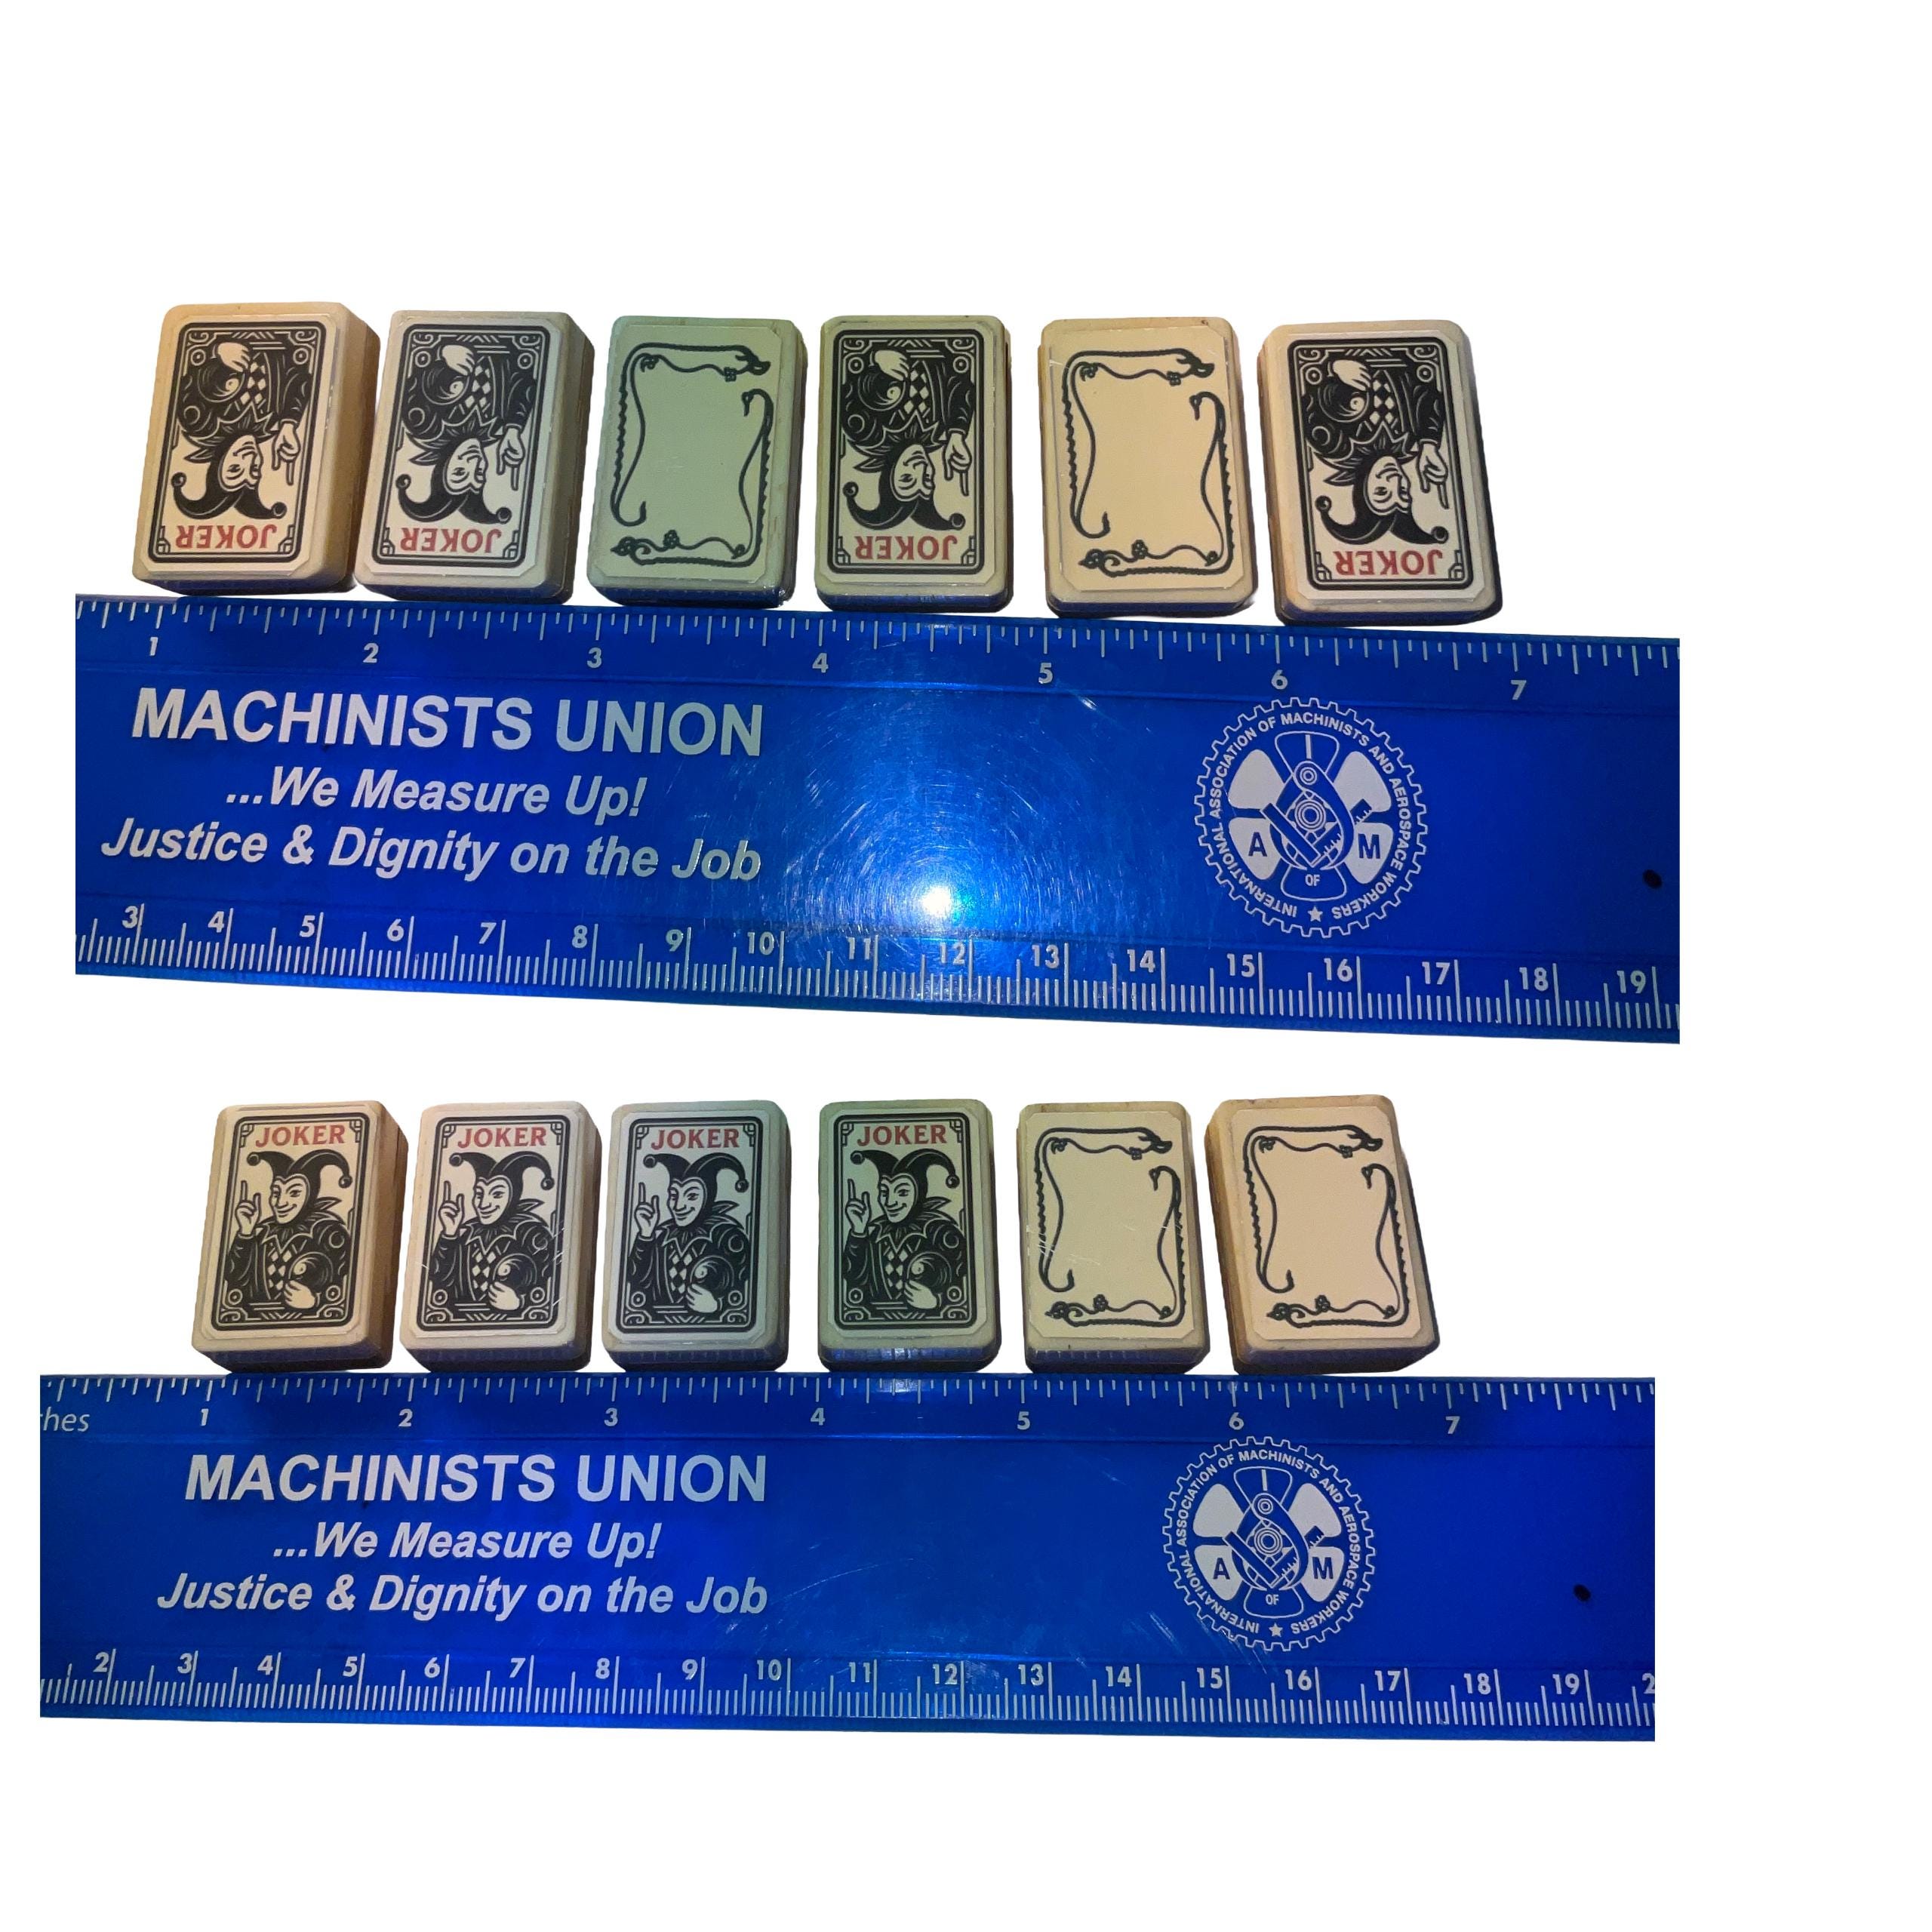 JOKER JOKER JOKER JOKER
1 2 3 4 5 6 7
MACHINISTS UNION
...We Measure Up!
Justice & Dignity on the Job
INTERNATIONAL ASSOCIATION OF MACHINISTS AND AEROSPACE WORKERS
I A M
OF
3 4 5 6 7 8 9 10 11 12 13 14 15 16 17 18 19
JOKER JOKER JOKER JOKER
hes 1 2 3 4 5 6 7
MACHINISTS UNION
...We Measure Up!
Justice & Dignity on the Job
INTERNATIONAL ASSOCIATION OF MACHINISTS AND AEROSPACE WORKERS
I A M
OF
2 3 4 5 6 7 8 9 10 11 12 13 14 15 16 17 18 19 2